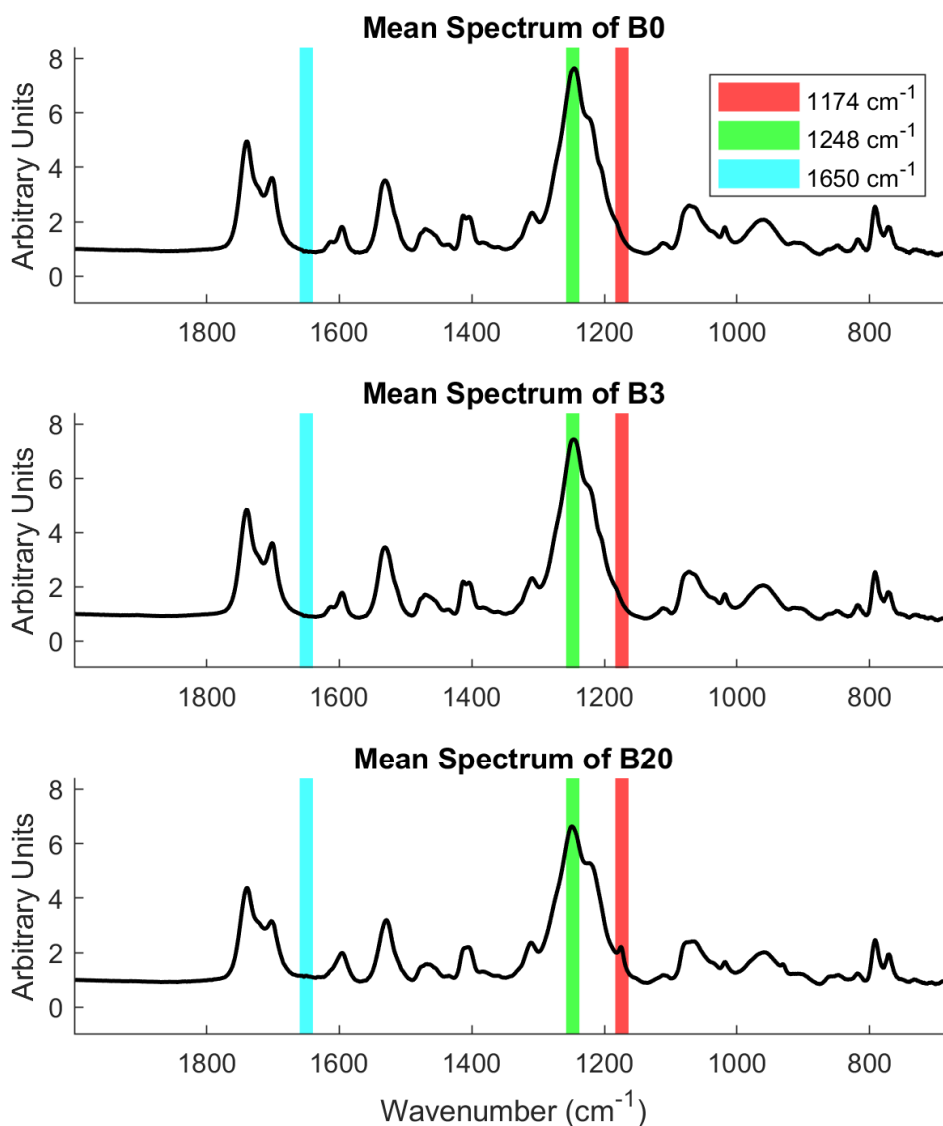 Mean Spectrum of B0
Arbitrary Units
8
6
4
2
0
1174 cm⁻¹
1248 cm⁻¹
1650 cm⁻¹
1800 1600 1400 1200 1000 800
Mean Spectrum of B3
Arbitrary Units
8
6
4
2
0
1800 1600 1400 1200 1000 800
Mean Spectrum of B20
Arbitrary Units
8
6
4
2
0
1800 1600 1400 1200 1000 800
Wavenumber (cm⁻¹)